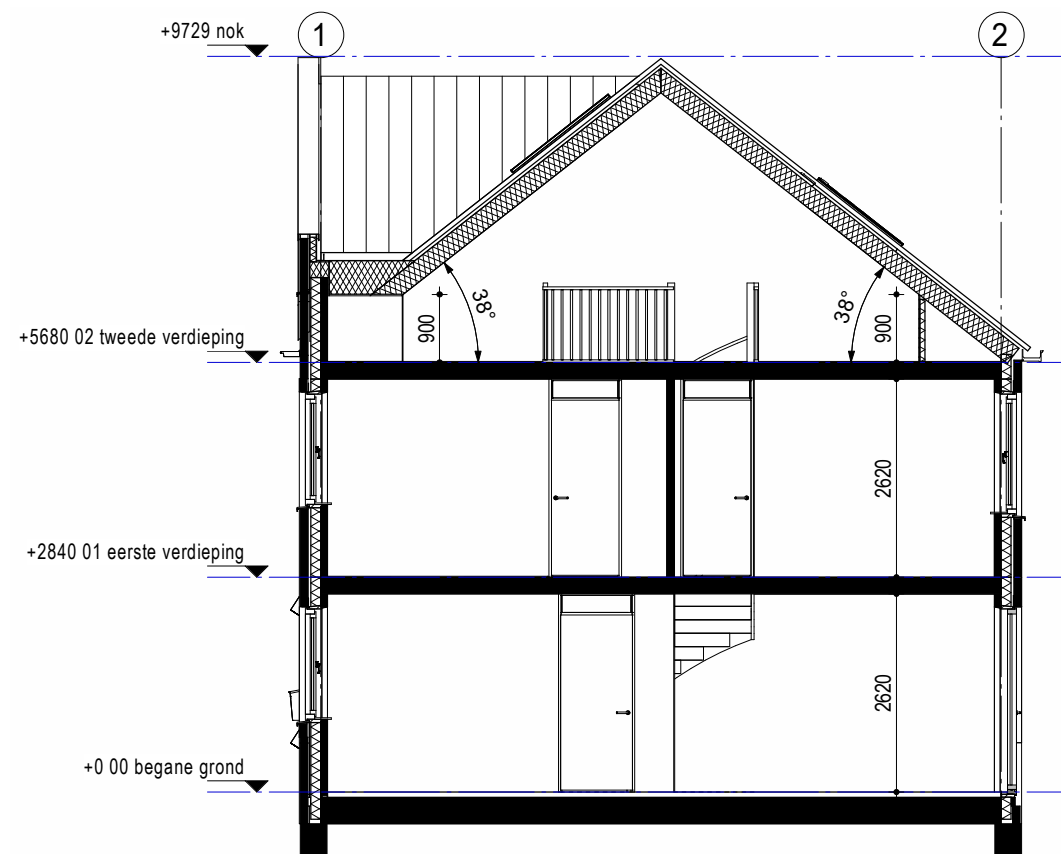 +9729 nok
1
2
38°
38°
900
900
+5680 02 tweede verdieping
2620
+2840 01 eerste verdieping
2620
+0 00 begane grond